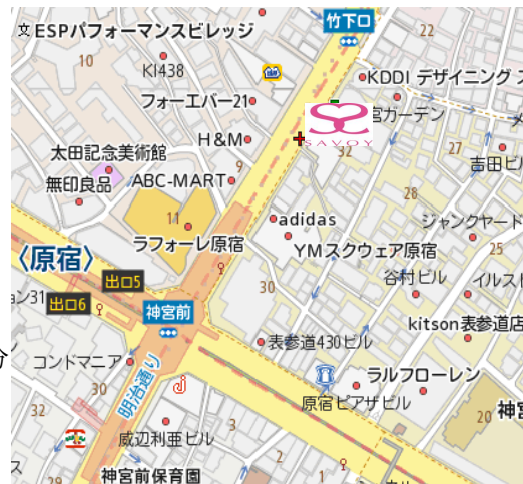 竹下口
22
文ESPパフォーマンスビレッジ
10
KI438
KDDI デザイニング
フォーエバー21
宮ガーデン
SAVOY
H&M
32
27
吉田ビ
太田記念美術館
無印良品
ABC-MART
9
28
11
adidas
ジャンクヤード
ラフォーレ原宿
YMスクウェア原宿
25
〈原宿〉
谷村ビル
イルス
出口5
30
ョン31
出口6
神宮前
kitson表参道店
表参道430ビル
分
コンドマニア
明治通り
30
ラルフローレン
32
原宿ピアザビル
20
神宮
3
威辺利亜ビル
30
ス
29
神宮前保育園
1